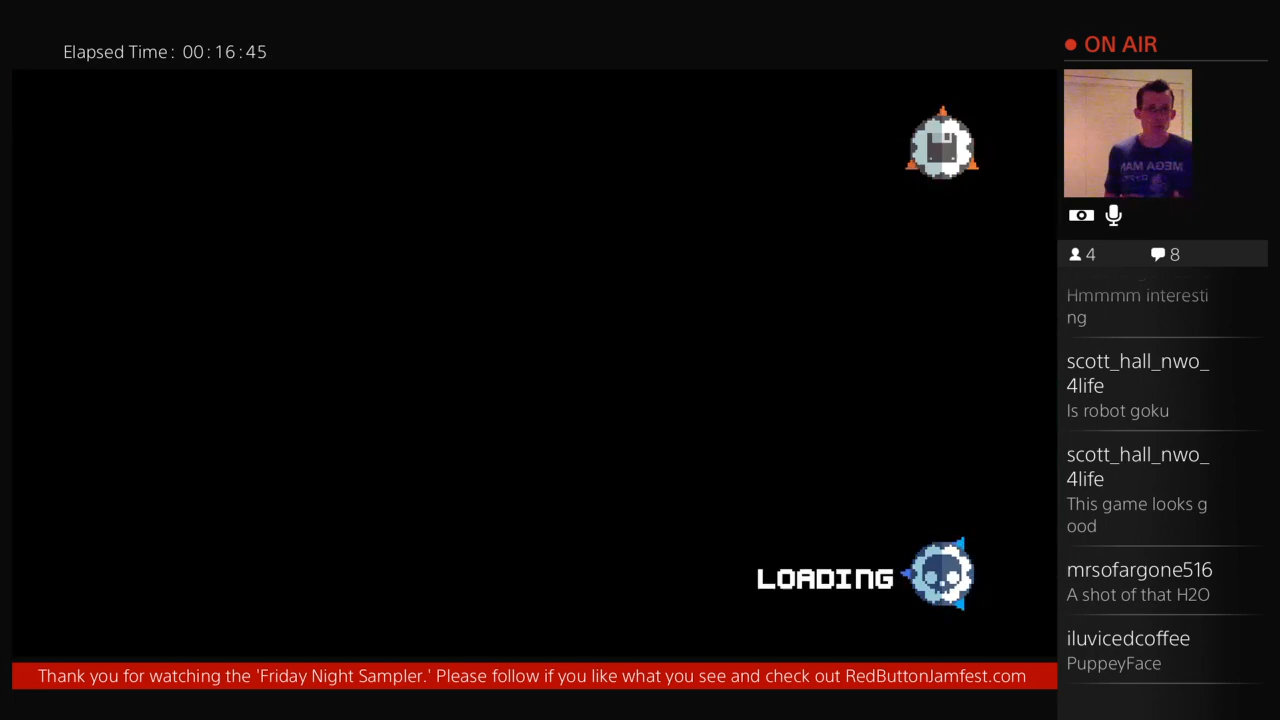 Elapsed Time: 00:16:45
ON AIR
4 8
Hmmmm interesti
ng
scott_hall_nwo_
4life
Is robot goku
scott_hall_nwo_
4life
This game looks g
ood
mrsofargone516
A shot of that H2O
iluvicedcoffee
PuppeyFace
LOADING
Thank you for watching the 'Friday Night Sampler.' Please follow if you like what you see and check out RedButtonJamfest.com
MEGA MAN